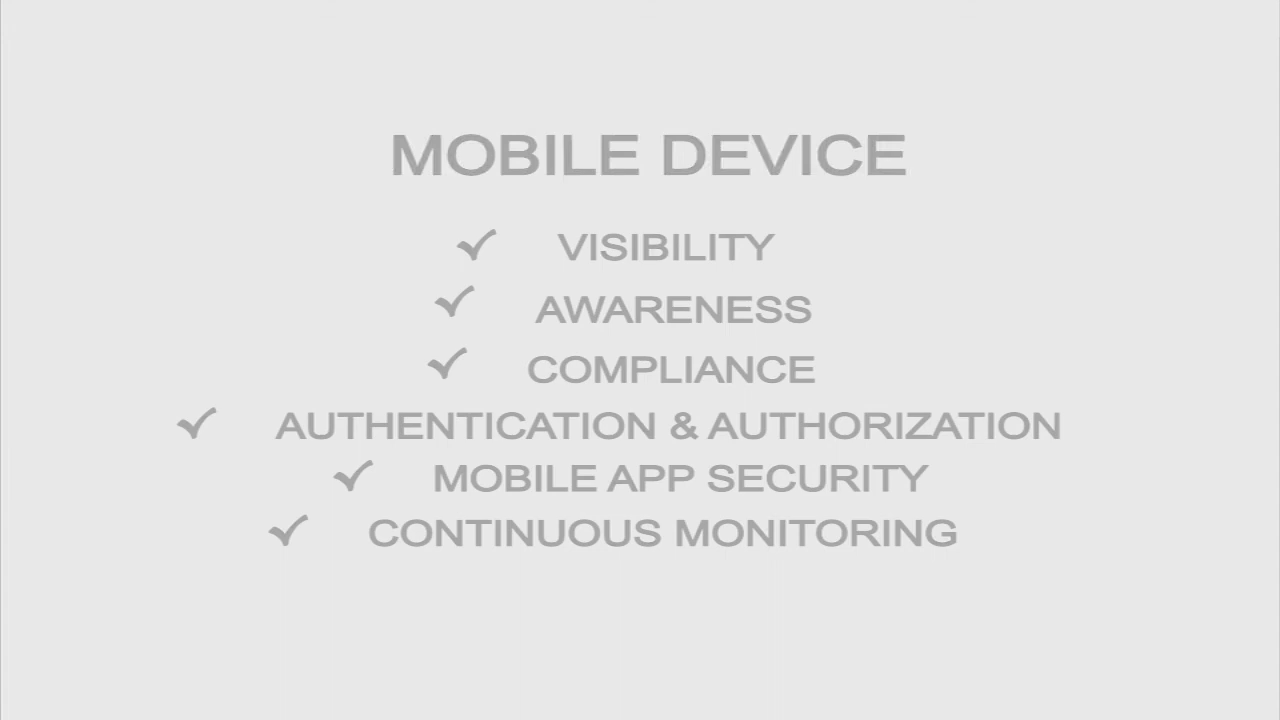 MOBILE DEVICE
✓ VISIBILITY
✓ AWARENESS
✓ COMPLIANCE
✓ AUTHENTICATION & AUTHORIZATION
✓ MOBILE APP SECURITY
✓ CONTINUOUS MONITORING